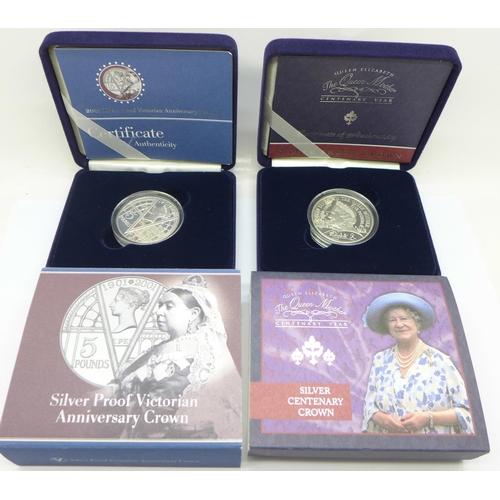 Certificate
Authenticity
QUEEN ELIZABETH
The Queen Mother
CENTENARY YEAR
1901 2001
5
POUNDS
Silver Proof Victorian
Anniversary Crown
QUEEN ELIZABETH
The Queen Mother
CENTENARY YEAR
SILVER
CENTENARY
CROWN